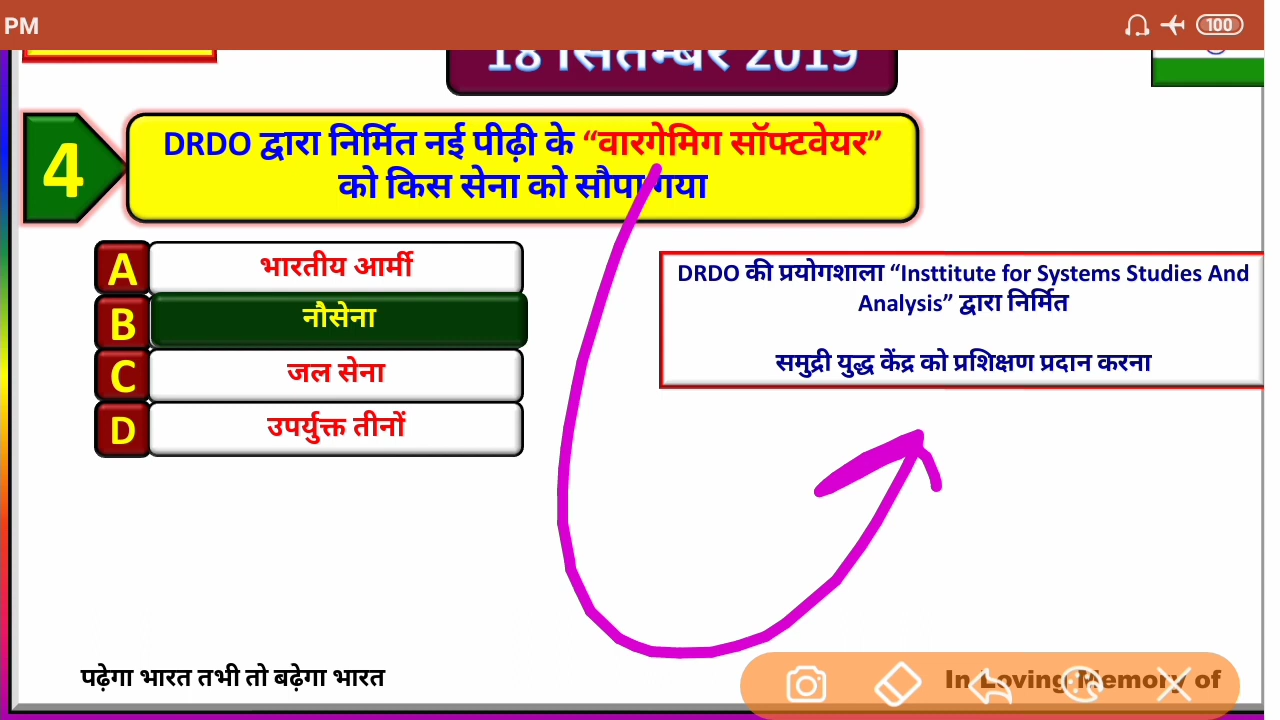 PM
100
18 सितम्बर 2019
4
DRDO द्वारा निर्मित नई पीढ़ी के “वारगेमिग सॉफ्टवेयर”
को किस सेना को सौपा गया
A भारतीय आर्मी
B नौसेना
C जल सेना
D उपर्युक्त तीनों
DRDO की प्रयोगशाला “Insttitute for Systems Studies And
Analysis” द्वारा निर्मित
समुद्री युद्ध केंद्र को प्रशिक्षण प्रदान करना
पढ़ेगा भारत तभी तो बढ़ेगा भारत
In Loving Memory of